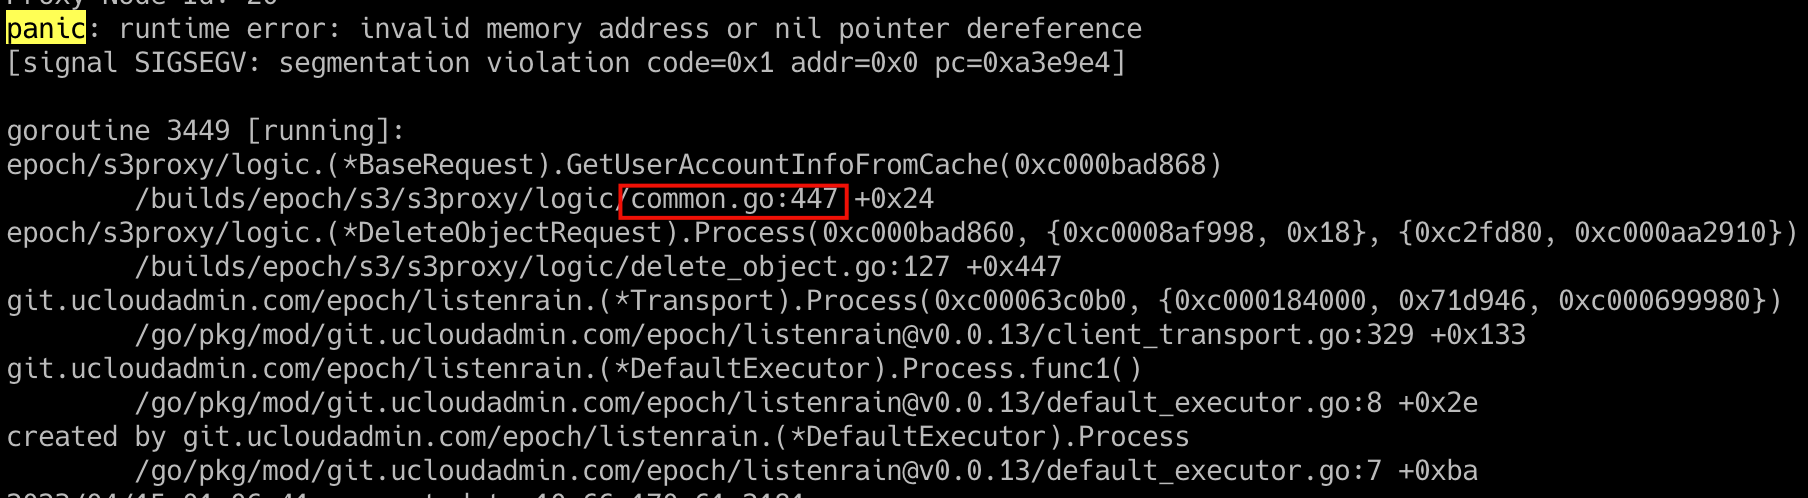 Proxy Node Id: 20
panic: runtime error: invalid memory address or nil pointer dereference
[signal SIGSEGV: segmentation violation code=0x1 addr=0x0 pc=0xa3e9e4]
goroutine 3449 [running]:
epoch/s3proxy/logic.(*BaseRequest).GetUserAccountInfoFromCache(0xc000bad868)
/builds/epoch/s3/s3proxy/logic/common.go:447 +0x24
epoch/s3proxy/logic.(*DeleteObjectRequest).Process(0xc000bad860, {0xc0008af998, 0x18}, {0xc2fd80, 0xc000aa2910})
/builds/epoch/s3/s3proxy/logic/delete_object.go:127 +0x447
git.ucloudadmin.com/epoch/listenrain.(*Transport).Process(0xc00063c0b0, {0xc000184000, 0x71d946, 0xc000699980})
/go/pkg/mod/git.ucloudadmin.com/epoch/listenrain@v0.0.13/client_transport.go:329 +0x133
git.ucloudadmin.com/epoch/listenrain.(*DefaultExecutor).Process.func1()
/go/pkg/mod/git.ucloudadmin.com/epoch/listenrain@v0.0.13/default_executor.go:8 +0x2e
created by git.ucloudadmin.com/epoch/listenrain.(*DefaultExecutor).Process
/go/pkg/mod/git.ucloudadmin.com/epoch/listenrain@v0.0.13/default_executor.go:7 +0xba